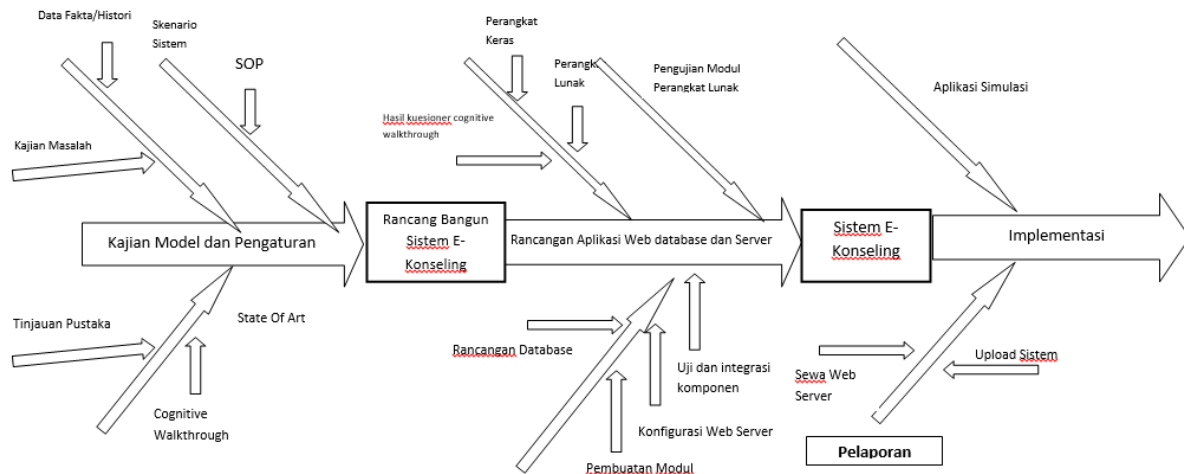 Data Fakta/Histori
Skenario
Sistem
SOP
Kajian Masalah
Perangkat
Keras
Perangk
Lunak
Hasil kuesioner cognitive
walkthrough
Pengujian Modul
Perangkat Lunak
Aplikasi Simulasi
Kajian Model dan Pengaturan
Rancang Bangun
Sistem E-
Konseling
Rancangan Aplikasi Web database dan Server
Sistem E-
Konseling
Implementasi
Tinjauan Pustaka
State Of Art
Cognitive
Walkthrough
Rancangan Database
Uji dan integrasi
komponen
Konfigurasi Web Server
Pembuatan Modul
Sewa Web
Server
Upload Sistem
Pelaporan